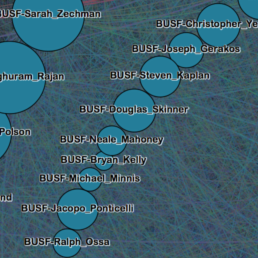 BUSF-Sarah_Zechman
BUSF-Christopher_Ye
BUSF-Joseph_Gerakos
ghuram_Rajan
BUSF-Steven_Kaplan
BUSF-Douglas_Skinner
Polson
BUSF-Neale_Mahoney
BUSF-Bryan_Kelly
BUSF-Michael_Minnis
nd
BUSF-Jacopo_Ponticelli
BUSF-Ralph_Ossa